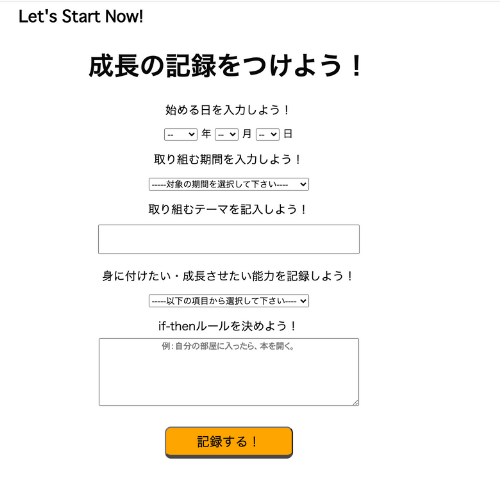 Let's Start Now!
成長の記録をつけよう！
始める日を入力しよう！
-- 年 -- 月 -- 日
取り組む期間を入力しよう！
-----対象の期間を選択して下さい----
取り組むテーマを記入しよう！
身に付けたい・成長させたい能力を記録しよう！
-----以下の項目から選択して下さい----
if-thenルールを決めよう！
例：自分の部屋に入ったら、本を開く。
記録する！